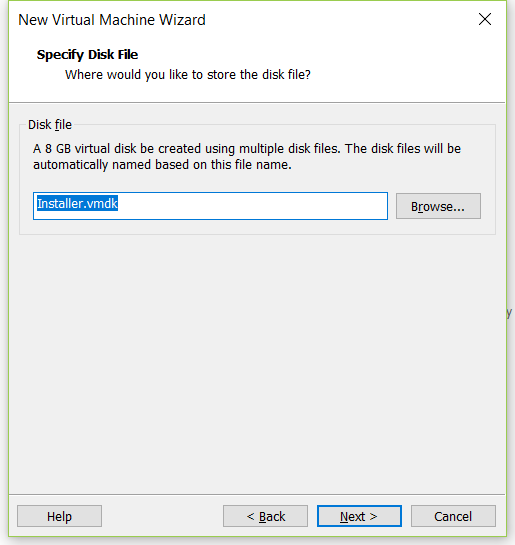 New Virtual Machine Wizard
Specify Disk File
Where would you like to store the disk file?
Disk file
A 8 GB virtual disk be created using multiple disk files. The disk files will be
automatically named based on this file name.
Installer.vmdk
Browse...
y
Help
< Back
Next >
Cancel